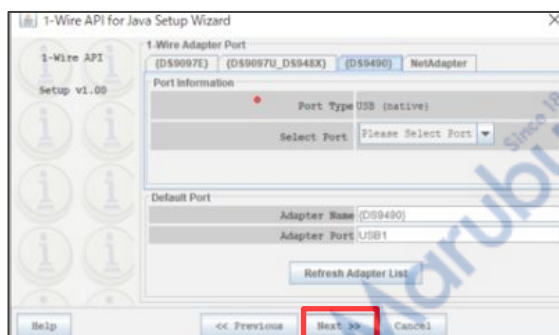 1-Wire API for Java Setup Wizard
1-Wire API
Setup v1.00
1-Wire Adapter Port
{DS9097E} {DS9097U_DS948X} {DS9490} NetAdapter
Port Information
Port Type USB (native)
Select Port Please Select Port
Default Port
Adapter Name {DS9490}
Adapter Port USB1
Refresh Adapter List
Help << Previous Next >> Cancel
Since